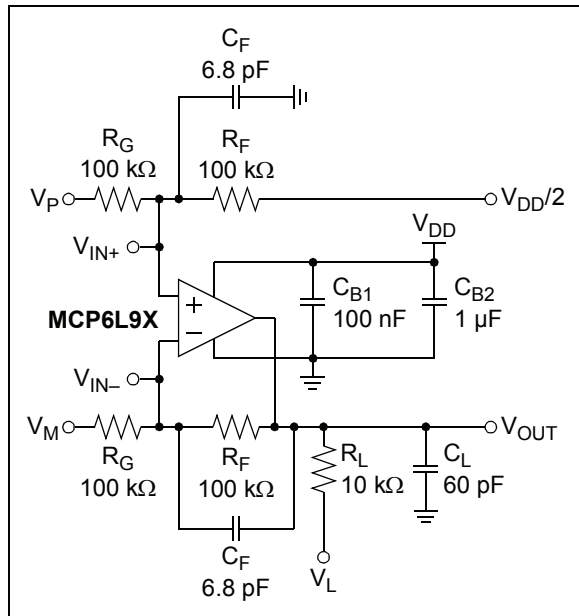 C_F
6.8 pF
R_G
100 kΩ
R_F
100 kΩ
V_P
V_DD/2
V_IN+
V_DD
MCP6L9X
+
−
C_B1
100 nF
C_B2
1 µF
V_IN–
V_M
V_OUT
R_G
100 kΩ
R_F
100 kΩ
R_L
10 kΩ
C_L
60 pF
C_F
6.8 pF
V_L